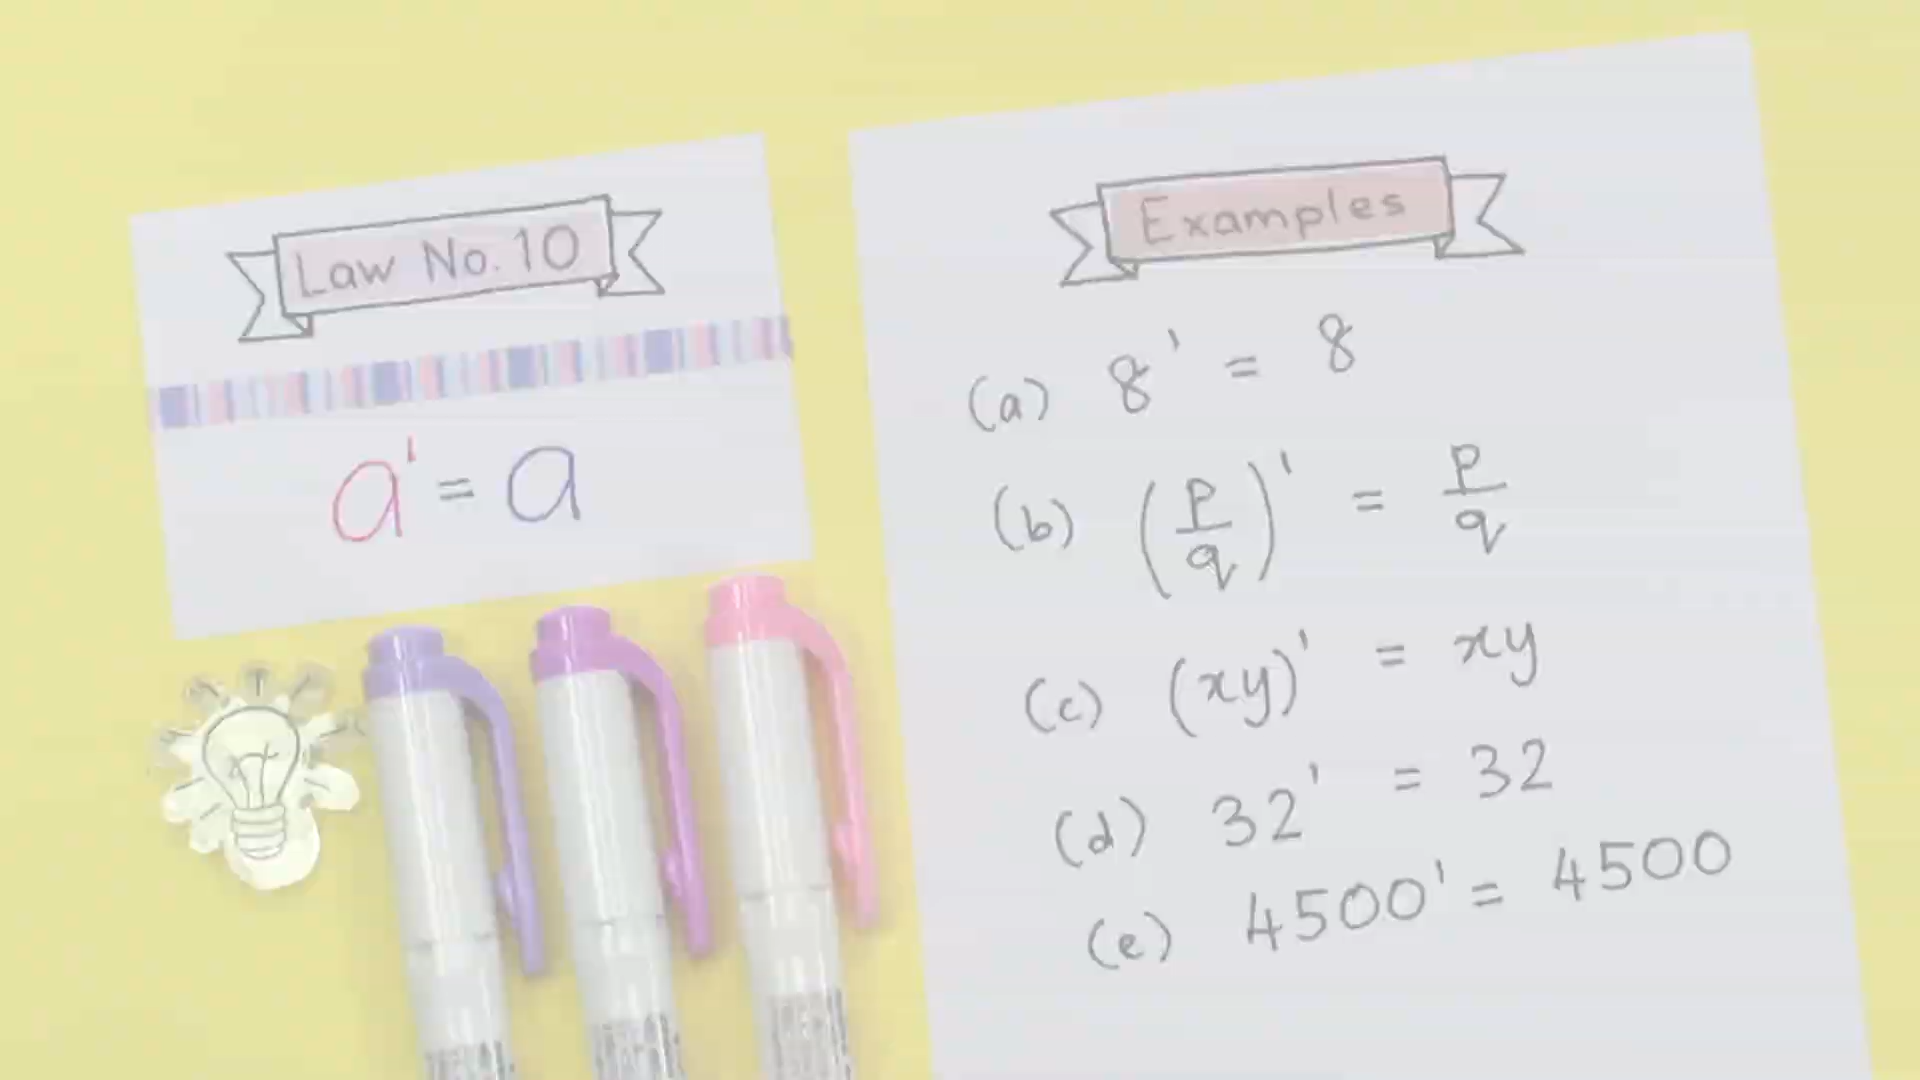 Law No. 10
a¹ = a
Examples
(a) 8¹ = 8
(b) (p/q)¹ = p/q
(c) (xy)¹ = xy
(d) 32¹ = 32
(e) 4500¹ = 4500